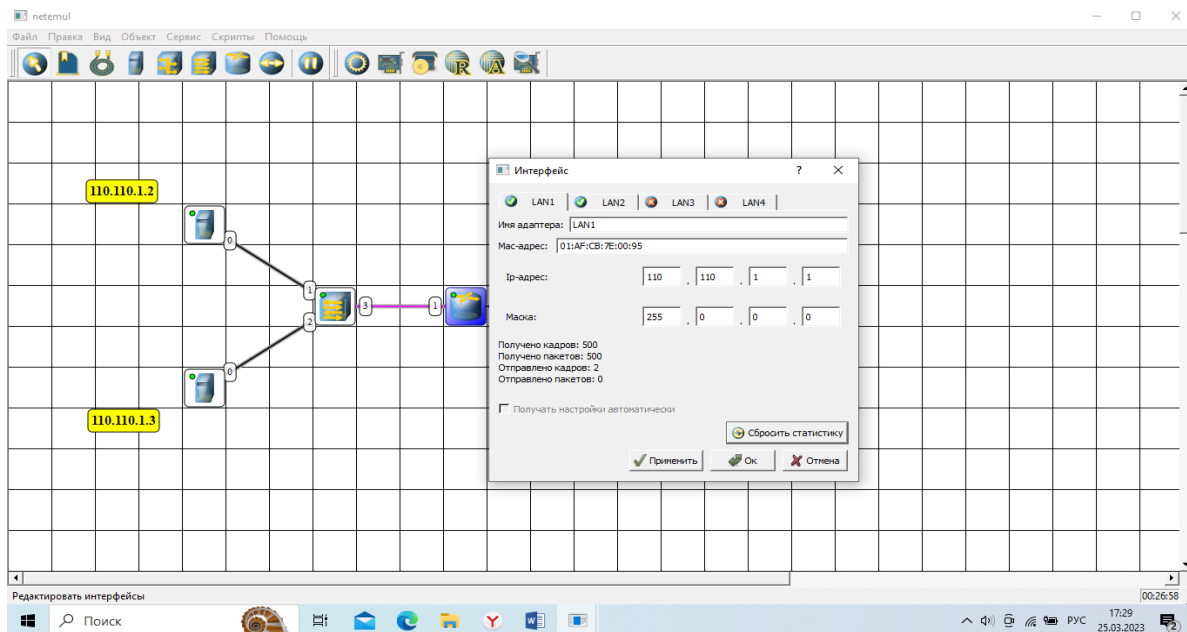 netemul
Файл Правка Вид Объект Сервис Скрипты Помощь
110.110.1.2
0
1
2
3
1
0
110.110.1.3
Интерфейс ?
LAN1 LAN2 LAN3 LAN4
Имя адаптера: LAN1
Mac-адрес: 01:AF:CB:7E:00:95
Ip-адрес: 110 . 110 . 1 . 1
Маска: 255 . 0 . 0 . 0
Получено кадров: 500
Получено пакетов: 500
Отправлено кадров: 2
Отправлено пакетов: 0
Получать настройки автоматически
Сбросить статистику
Применить Ок Отмена
Редактировать интерфейсы 00:26:58
Поиск
РУС
17:29
25.03.2023
2